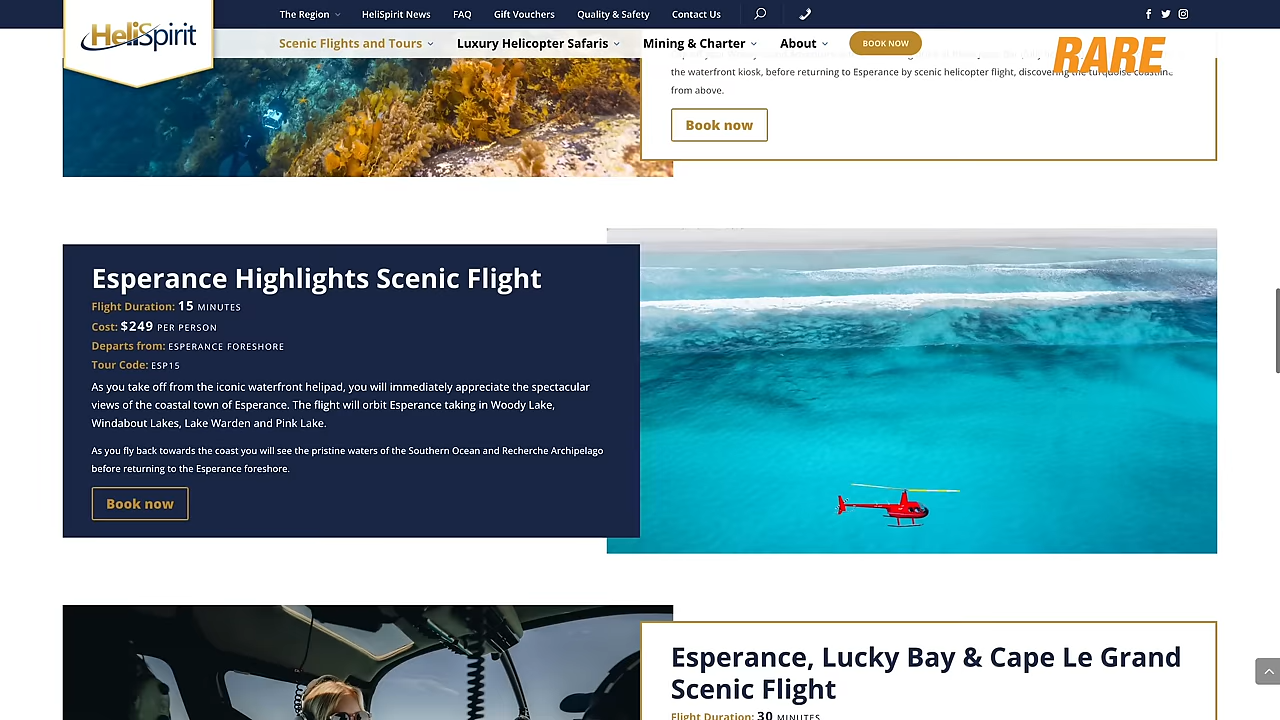 The Region
HeliSpirit News
FAQ
Gift Vouchers
Quality & Safety
Contact Us
HeliSpirit
Scenic Flights and Tours
Luxury Helicopter Safaris
Mining & Charter
About
BOOK NOW
RARE
the waterfront kiosk, before returning to Esperance by scenic helicopter flight, discovering the turquoise coastline
from above.
Book now
Esperance Highlights Scenic Flight
Flight Duration: 15 MINUTES
Cost: $249 PER PERSON
Departs from: ESPERANCE FORESHORE
Tour Code: ESP15
As you take off from the iconic waterfront helipad, you will immediately appreciate the spectacular
views of the coastal town of Esperance. The flight will orbit Esperance taking in Woody Lake,
Windabout Lakes, Lake Warden and Pink Lake.
As you fly back towards the coast you will see the pristine waters of the Southern Ocean and Recherche Archipelago
before returning to the Esperance foreshore.
Book now
Esperance, Lucky Bay & Cape Le Grand
Scenic Flight
Flight Duration: 30 MINUTES